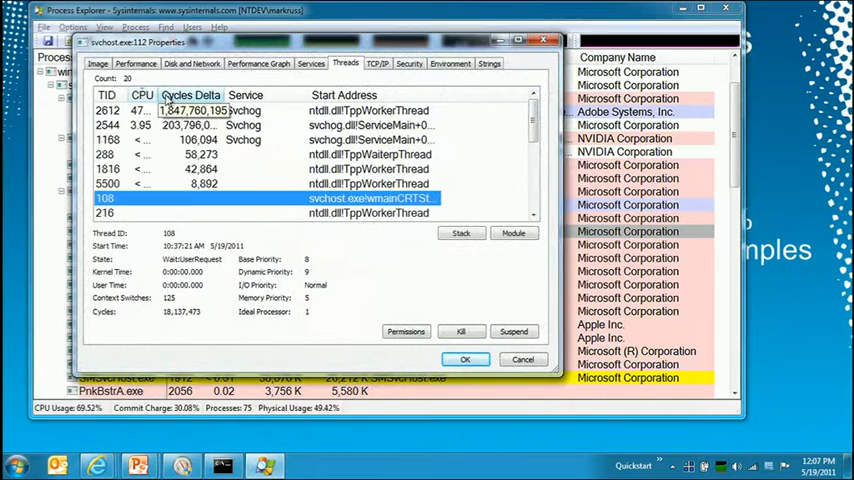 Process Explorer - Sysinternals: www.sysinternals.com (NTDEV\markruss)
File Options View Process Find Users Help
svchost.exe:112 Properties
Image Performance Disk and Network Performance Graph Services Threads TCP/IP Security Environment Strings
Count: 20
TID CPU Cycles Delta Service Start Address
2612 47... 1,847,760,195 Svchog ntdll.dll!TppWorkerThread
2544 3.95 203,796,0... Svchog svchog.dll!ServiceMain+0...
1168 < ... 106,094 Svchog svchog.dll!ServiceMain+0...
288 < ... 58,273 ntdll.dll!TppWaiterpThread
1816 < ... 42,864 ntdll.dll!TppWorkerThread
5500 < ... 8,892 ntdll.dll!TppWorkerThread
108 svchost.exe!wmainCRTSt...
216 ntdll.dll!TppWorkerThread
Thread ID: 108
Stack Module
Start Time: 10:37:21 AM 5/19/2011
State: Wait:UserRequest Base Priority: 8
Kernel Time: 0:00:00.000 Dynamic Priority: 9
User Time: 0:00:00.000 I/O Priority: Normal
Context Switches: 125 Memory Priority: 5
Cycles: 18,137,473 Ideal Processor: 1
Permissions Kill Suspend
OK Cancel
Company Name
Microsoft Corporation
Microsoft Corporation
Microsoft Corporation
Adobe Systems, Inc.
Microsoft Corporation
NVIDIA Corporation
NVIDIA Corporation
Microsoft Corporation
Microsoft Corporation
Microsoft Corporation
Microsoft Corporation
Microsoft Corporation
Microsoft Corporation
Microsoft Corporation
Microsoft Corporation
Microsoft Corporation
Microsoft Corporation
Microsoft Corporation
Apple Inc.
Apple Inc.
Microsoft (R) Corporation
Microsoft Corporation
SMSvcHost.exe 1912 < 0.01 26,212 K SMSvcHost.exe Microsoft Corporation
PnkBstrA.exe 2056 0.02 3,756 K 5,580 K
CPU Usage: 69.52% Commit Charge: 30.08% Processes: 75 Physical Usage: 49.42%
Quickstart
12:07 PM
5/19/2011